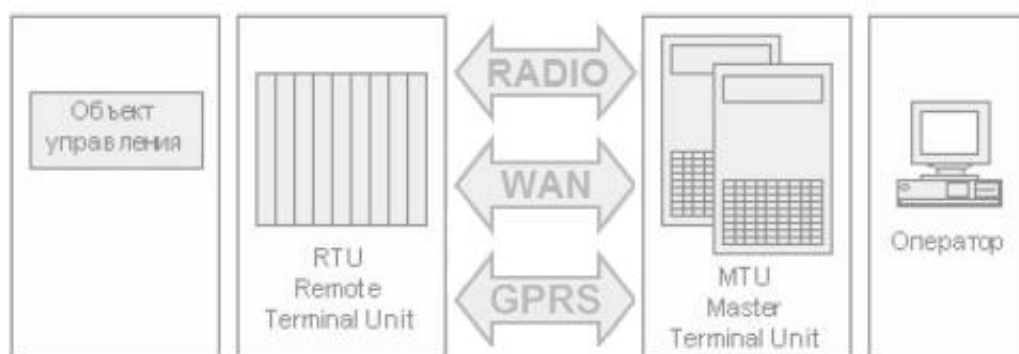 Объект
управления
RTU
Remote
Terminal Unit
RADIO
WAN
GPRS
MTU
Master
Terminal Unit
Оператор